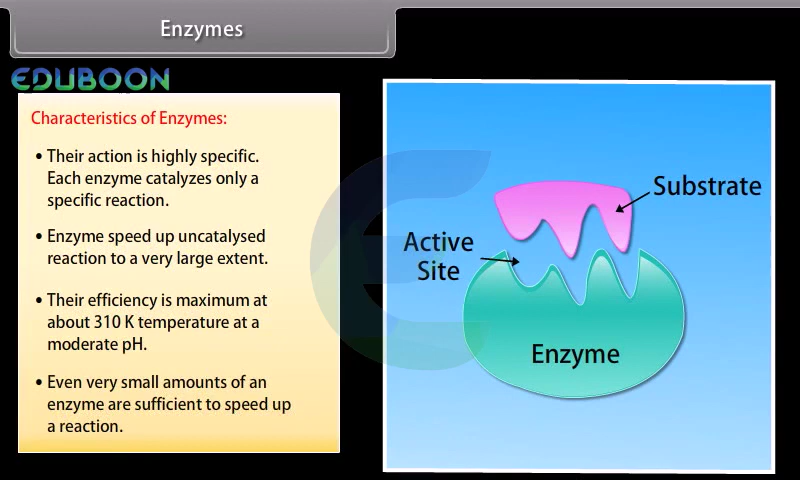 Enzymes
EDUBOON
Characteristics of Enzymes:
• Their action is highly specific.
Each enzyme catalyzes only a
specific reaction.
• Enzyme speed up uncatalysed
reaction to a very large extent.
• Their efficiency is maximum at
about 310 K temperature at a
moderate pH.
• Even very small amounts of an
enzyme are sufficient to speed up
a reaction.
Substrate
Active
Site
Enzyme